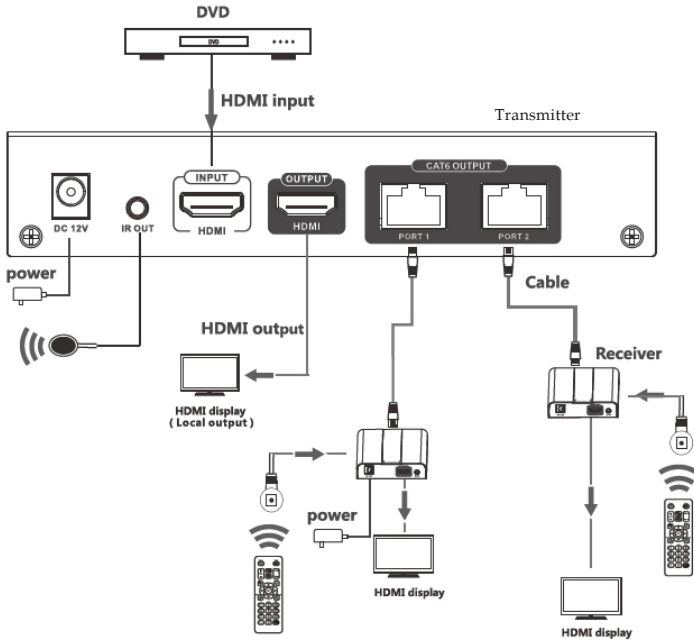 DVD
DVD
HDMI input
Transmitter
INPUT
OUTPUT
CAT6 OUTPUT
DC 12V
IR OUT
HDMI
HDMI
PORT 1
PORT 2
power
Cable
HDMI output
Receiver
HDMI display
( Local output )
power
HDMI display
HDMI display